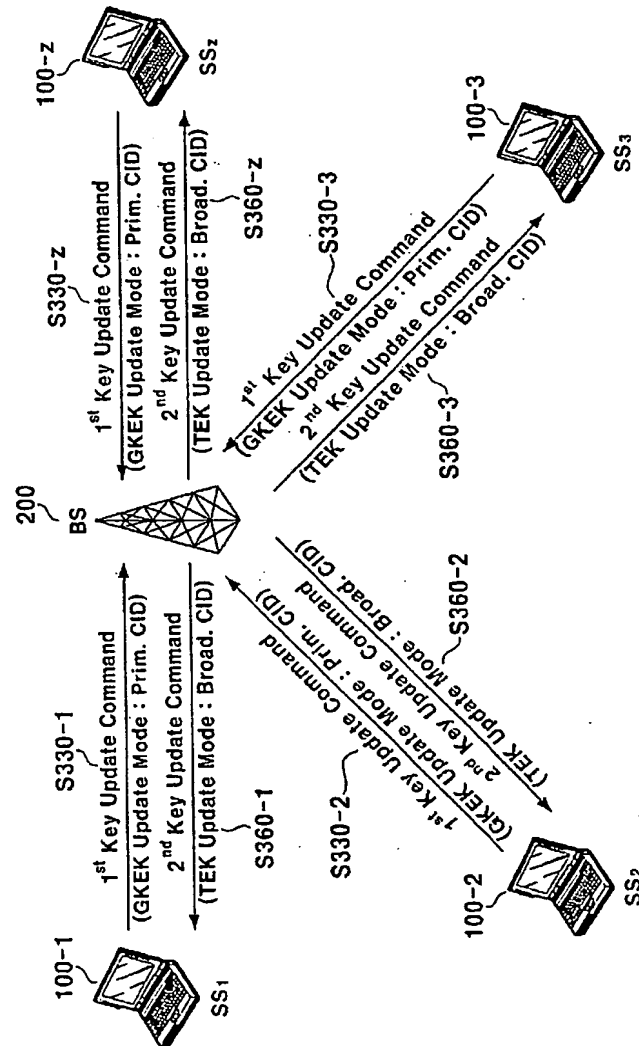 100-1
SS1
S330-1
1st Key Update Command
(GKEK Update Mode : Prim. CID)
2nd Key Update Command
(TEK Update Mode : Broad. CID)
S360-1
200
BS
S330-z
1st Key Update Command
(GKEK Update Mode : Prim. CID)
2nd Key Update Command
(TEK Update Mode : Broad. CID)
S360-z
100-z
SSz
S330-2
1st Key Update Command
(GKEK Update Mode : Prim. CID)
2nd Key Update Command
(TEK Update Mode : Broad. CID)
S360-2
100-2
SS2
S330-3
1st Key Update Command
(GKEK Update Mode : Prim. CID)
2nd Key Update Command
(TEK Update Mode : Broad. CID)
S360-3
100-3
SS3